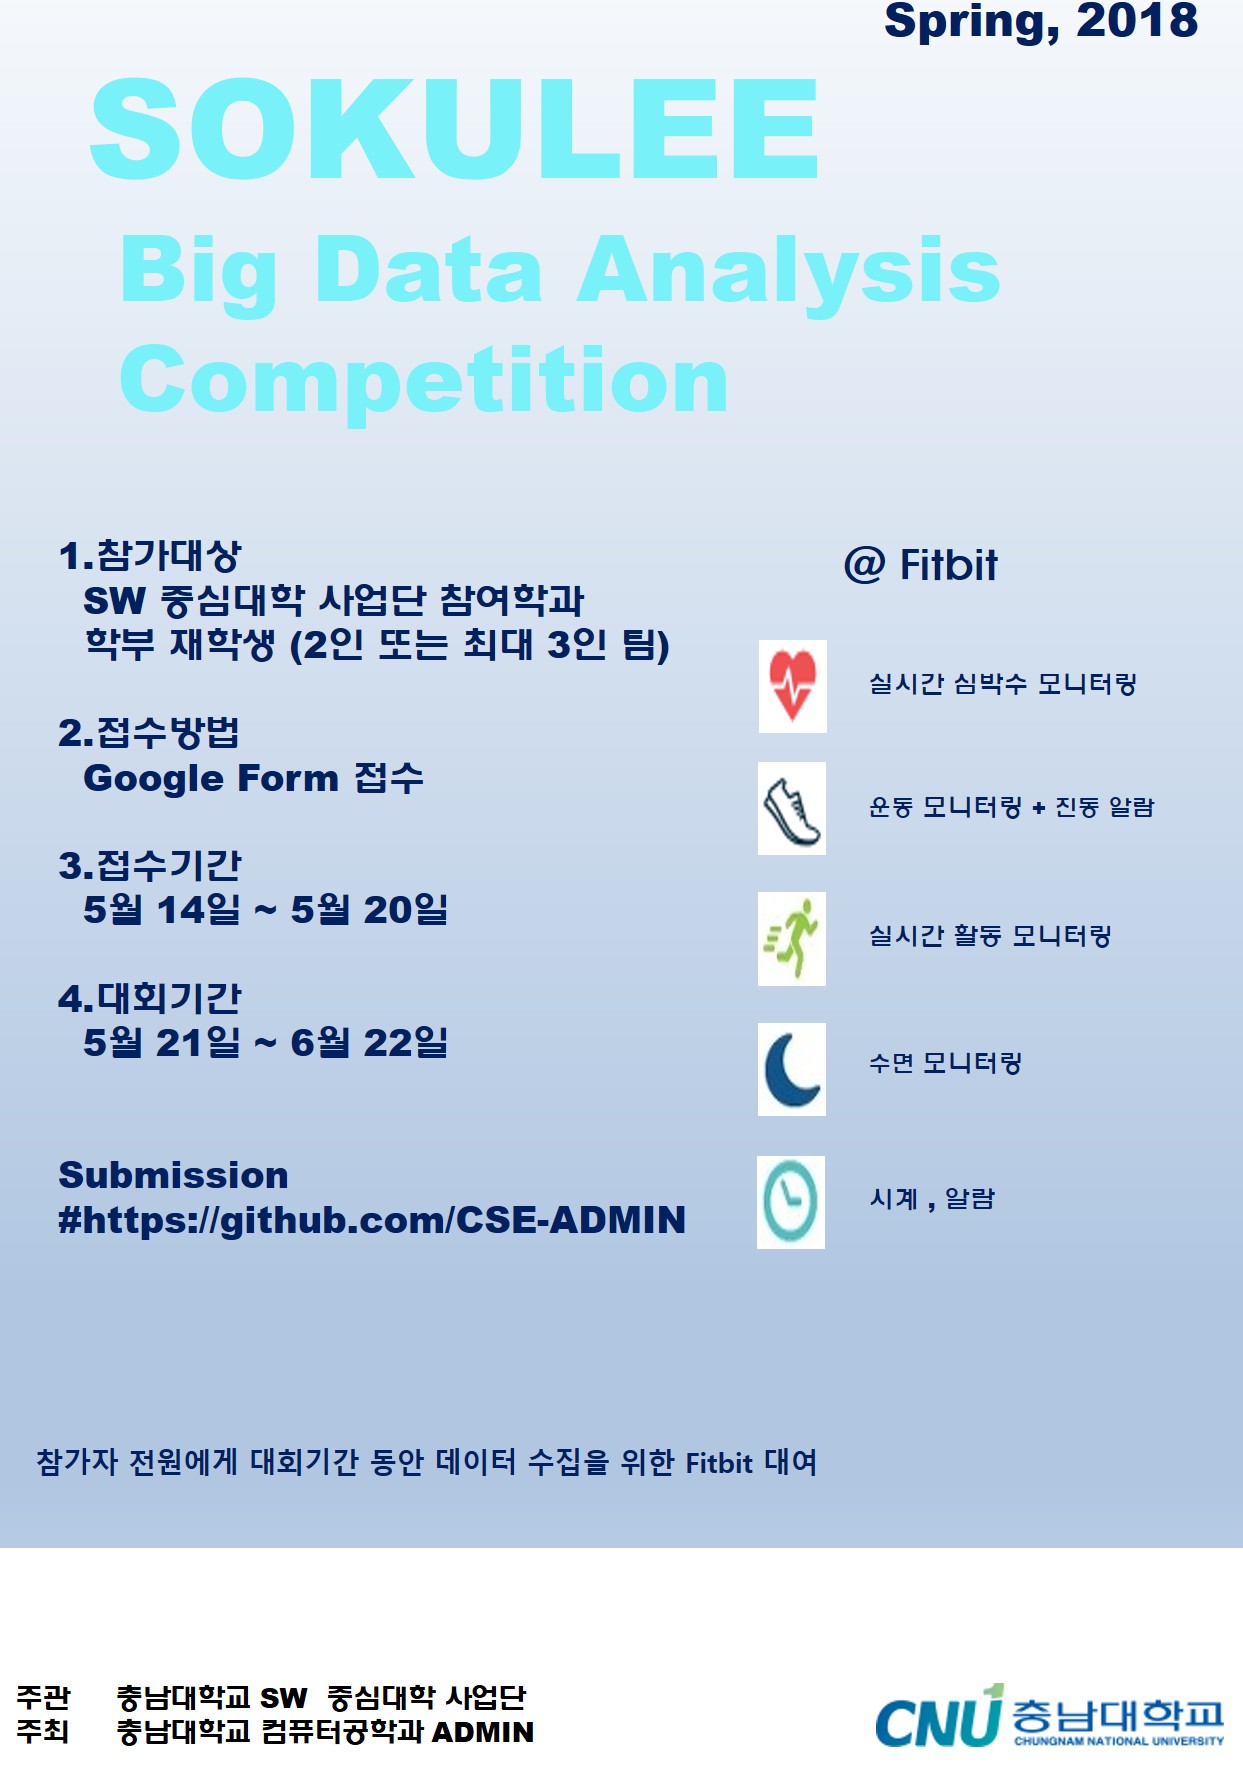 Spring, 2018
SOKULEE
Big Data Analysis
Competition
1.참가대상
SW 중심대학 사업단 참여학과
학부 재학생 (2인 또는 최대 3인 팀)
2.접수방법
Google Form 접수
3.접수기간
5월 14일 ~ 5월 20일
4.대회기간
5월 21일 ~ 6월 22일
Submission
#https://github.com/CSE-ADMIN
@ Fitbit
실시간 심박수 모니터링
운동 모니터링 + 진동 알람
실시간 활동 모니터링
수면 모니터링
시계 , 알람
참가자 전원에게 대회기간 동안 데이터 수집을 위한 Fitbit 대여
주관 충남대학교 SW 중심대학 사업단
주최 충남대학교 컴퓨터공학과 ADMIN
CNU 충남대학교
CHUNGNAM NATIONAL UNIVERSITY